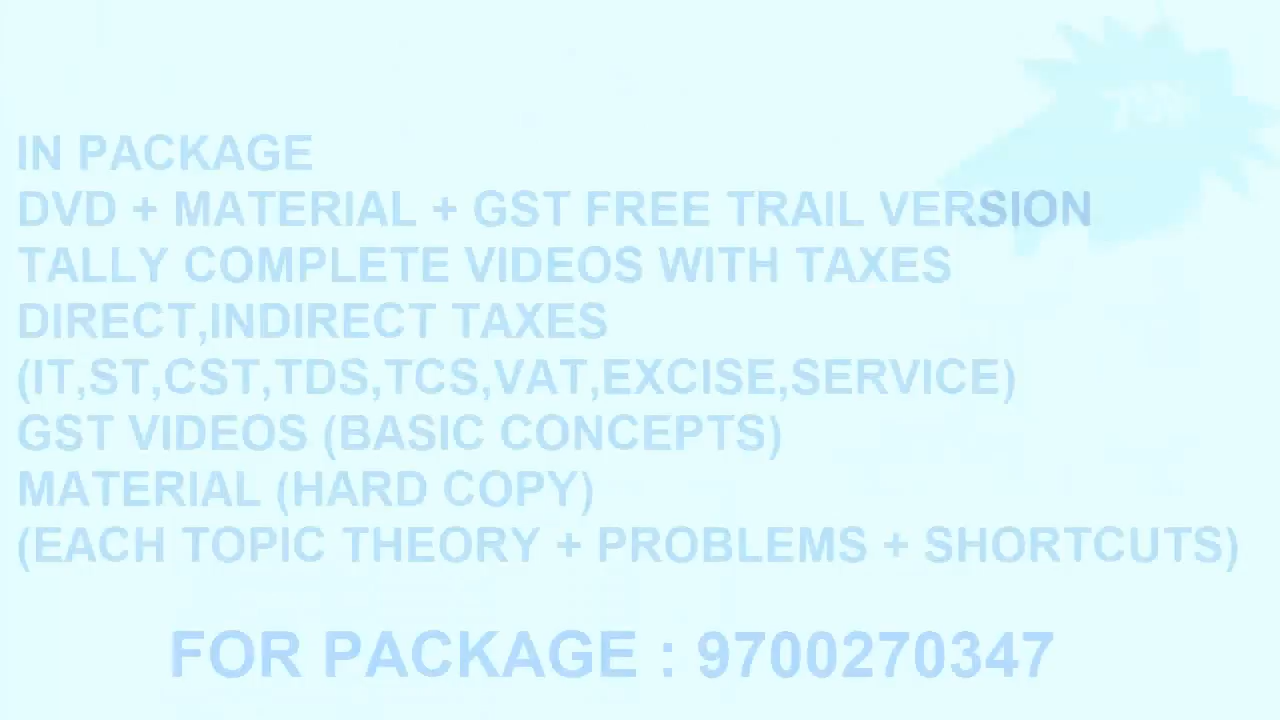 IN PACKAGE
DVD + MATERIAL + GST FREE TRAIL VERSION
TALLY COMPLETE VIDEOS WITH TAXES
DIRECT,INDIRECT TAXES
(IT,ST,CST,TDS,TCS,VAT,EXCISE,SERVICE)
GST VIDEOS (BASIC CONCEPTS)
MATERIAL (HARD COPY)
(EACH TOPIC THEORY + PROBLEMS + SHORTCUTS)
FOR PACKAGE : 9700270347